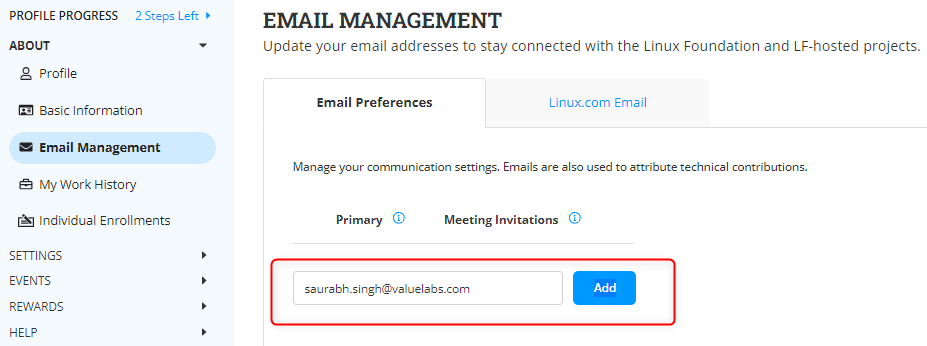 PROFILE PROGRESS 2 Steps Left
ABOUT
Profile
Basic Information
Email Management
My Work History
Individual Enrollments
SETTINGS
EVENTS
REWARDS
HELP
EMAIL MANAGEMENT
Update your email addresses to stay connected with the Linux Foundation and LF-hosted projects.
Email Preferences Linux.com Email
Manage your communication settings. Emails are also used to attribute technical contributions.
Primary Meeting Invitations
saurabh.singh@valuelabs.com Add